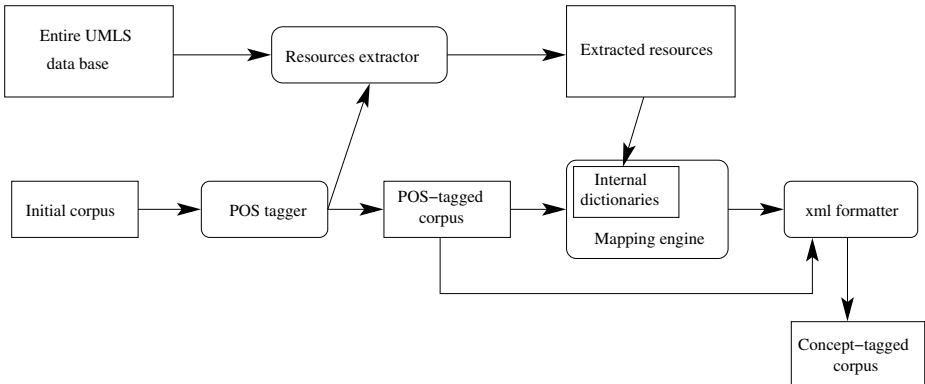 Entire UMLS
data base
Resources extractor
Extracted resources
Initial corpus
POS tagger
POS−tagged
corpus
Internal
dictionaries
Mapping engine
xml formatter
Concept−tagged
corpus